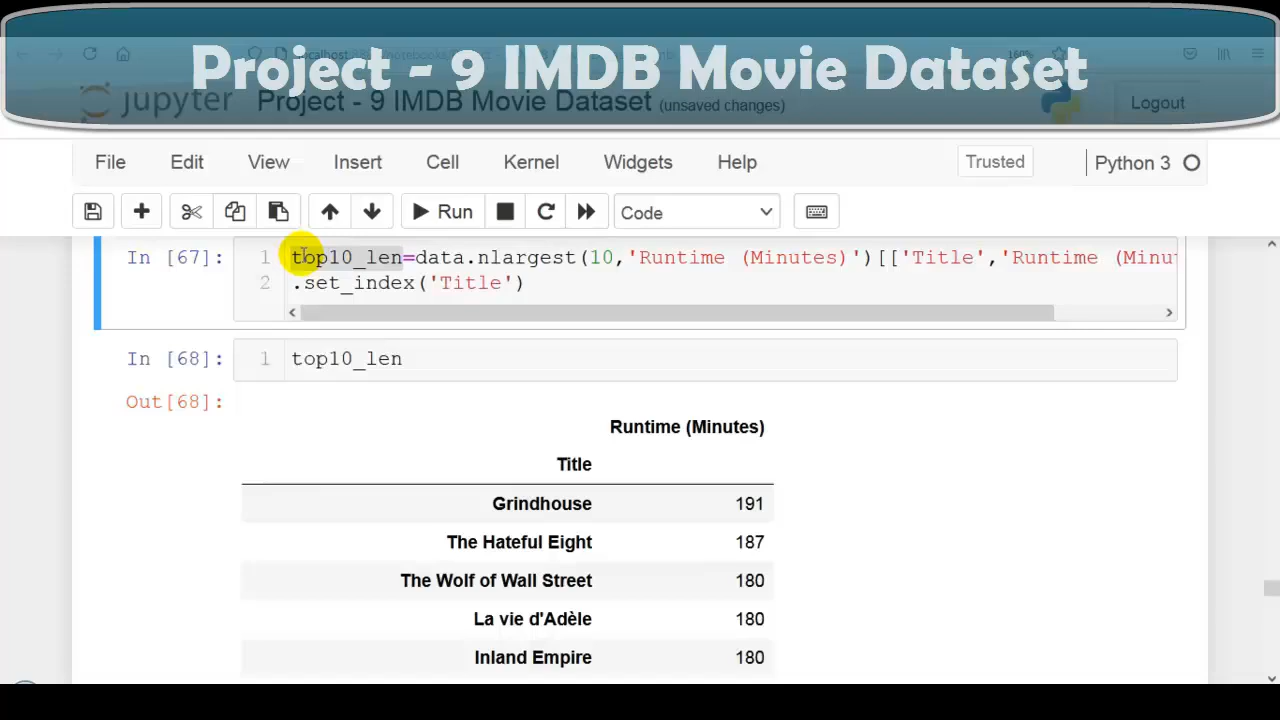 Project - 9 IMDB Movie Dataset
jupyter Project - 9 IMDB Movie Dataset (unsaved changes) Logout
File Edit View Insert Cell Kernel Widgets Help Trusted Python 3
Run Code
In [67]: 1 top10_len=data.nlargest(10,'Runtime (Minutes)')[['Title','Runtime (Minu
2 .set_index('Title')
In [68]: 1 top10_len
Out[68]:
Runtime (Minutes)
Title
Grindhouse 191
The Hateful Eight 187
The Wolf of Wall Street 180
La vie d'Adèle 180
Inland Empire 180